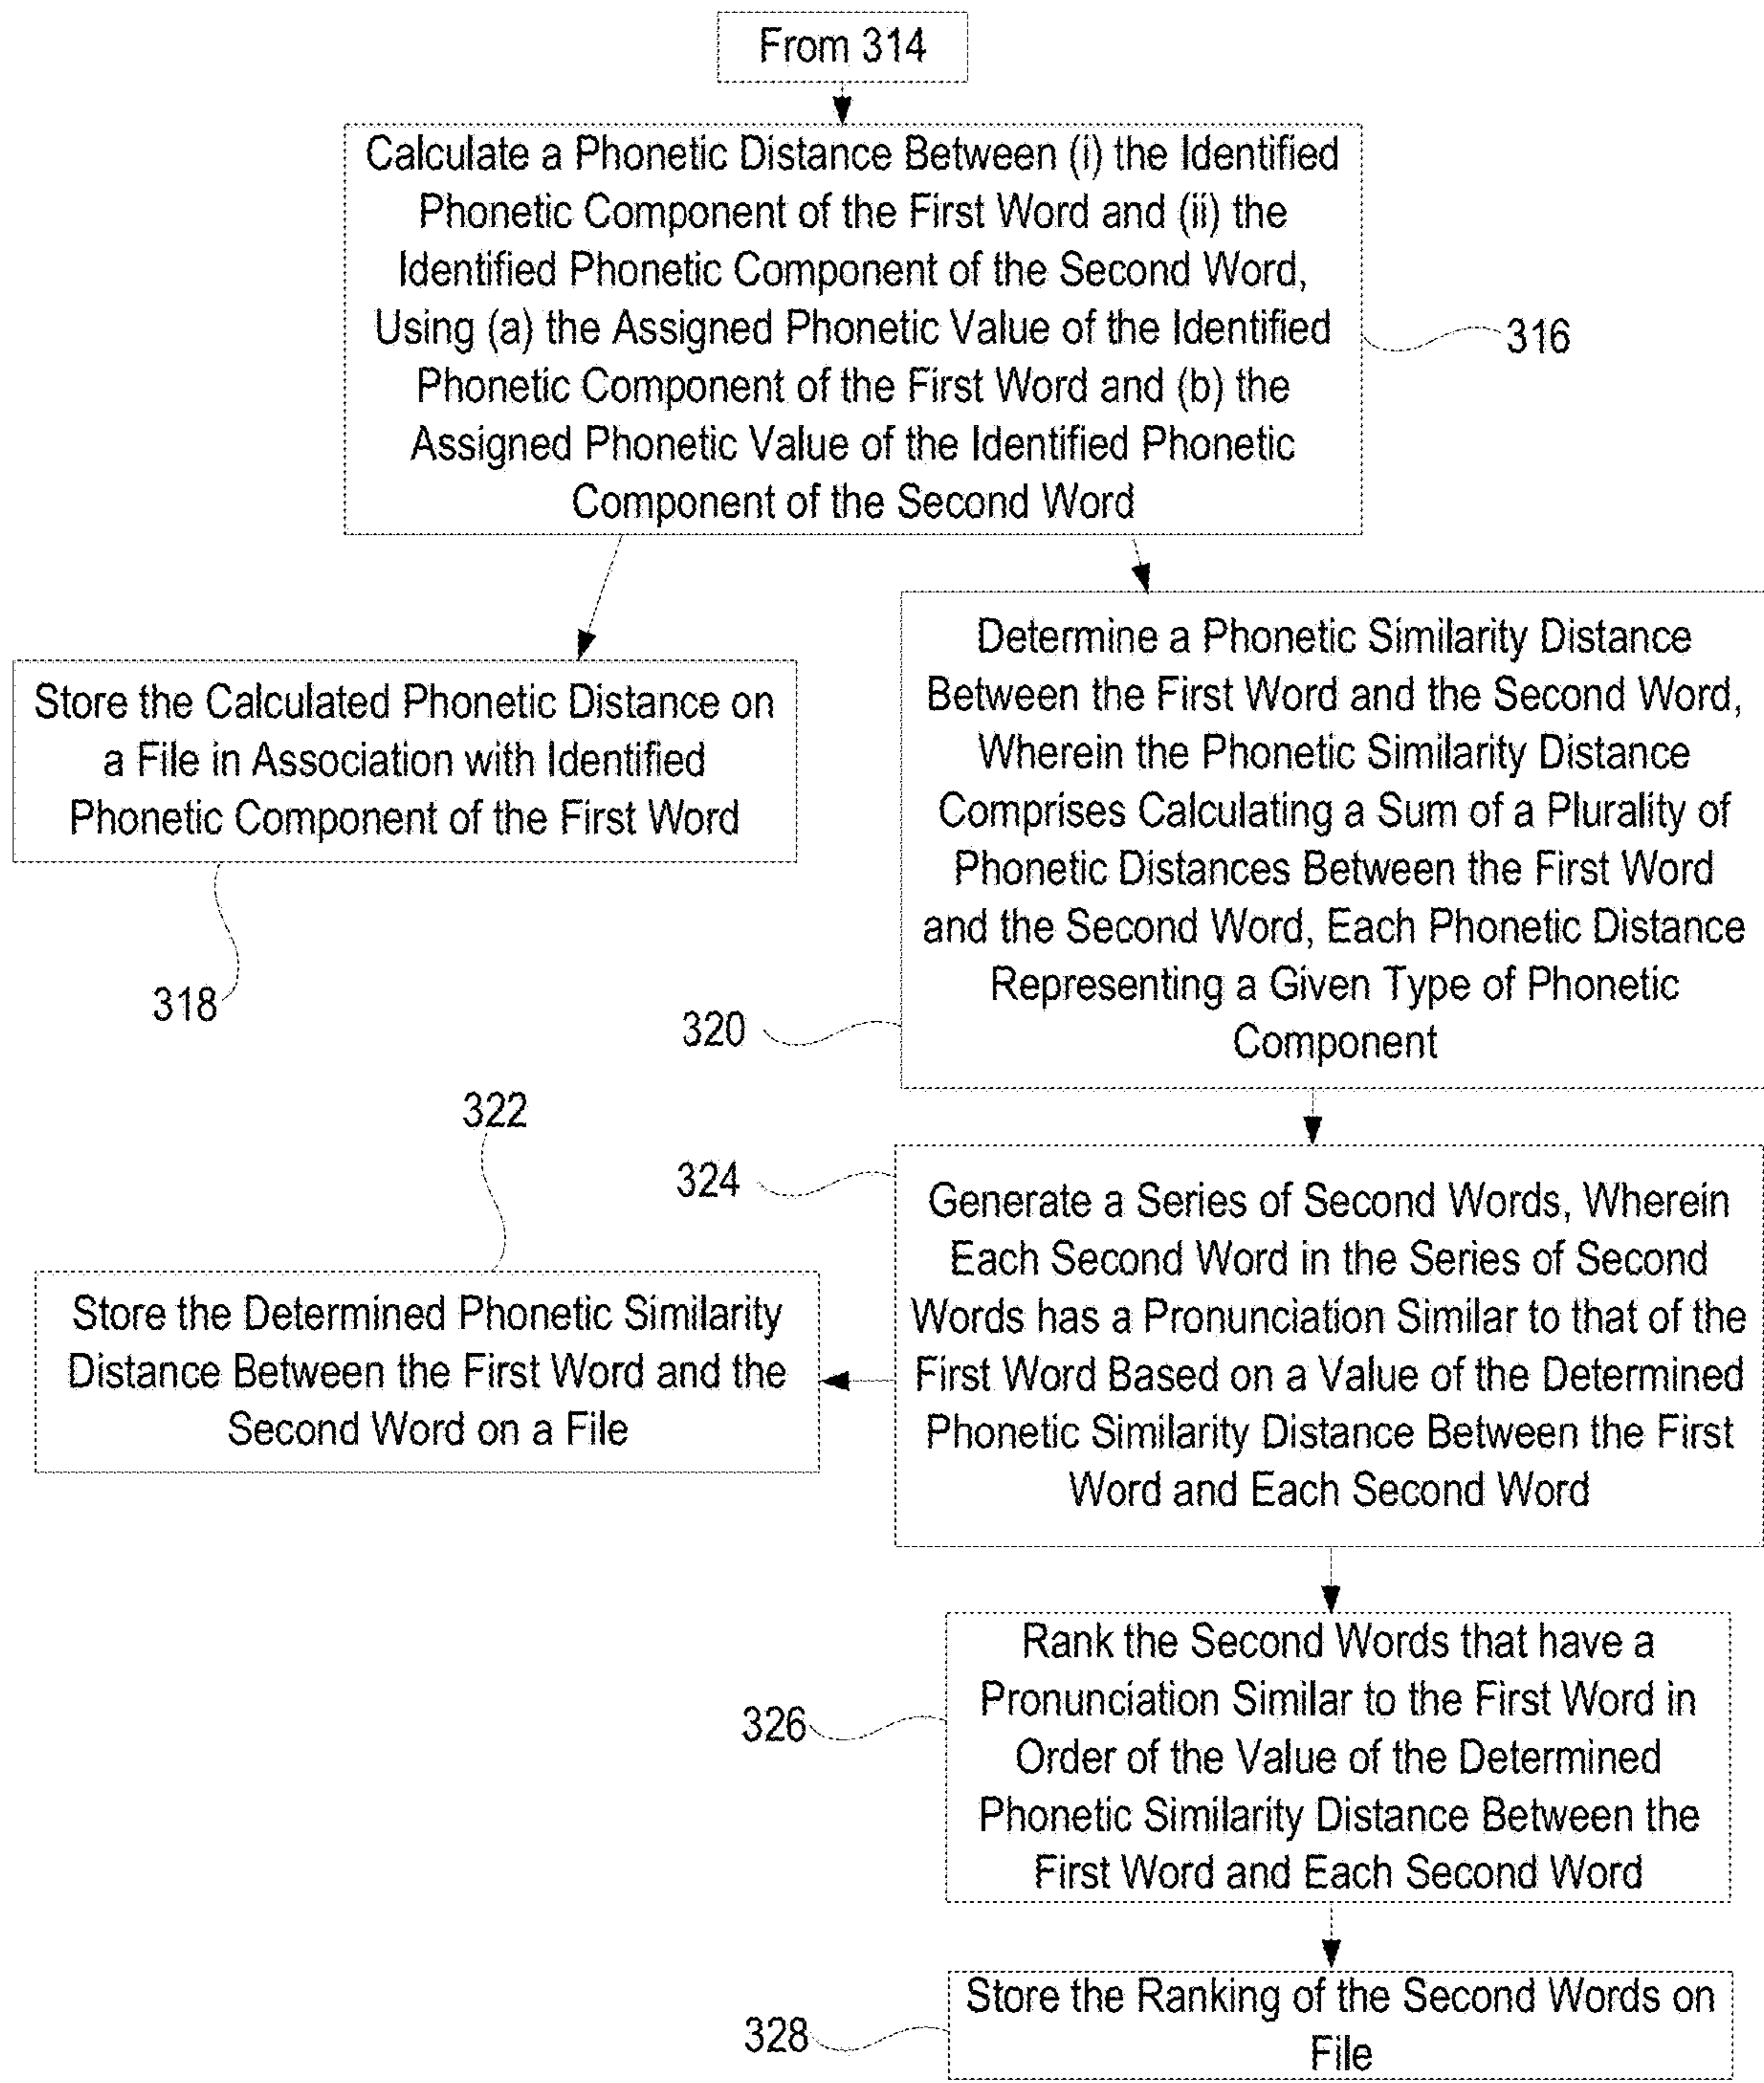 From 314
Calculate a Phonetic Distance Between (i) the Identified
Phonetic Component of the First Word and (ii) the
Identified Phonetic Component of the Second Word,
Using (a) the Assigned Phonetic Value of the Identified
Phonetic Component of the First Word and (b) the
Assigned Phonetic Value of the Identified Phonetic
Component of the Second Word
316
Store the Calculated Phonetic Distance on
a File in Association with Identified
Phonetic Component of the First Word
318
Determine a Phonetic Similarity Distance
Between the First Word and the Second Word,
Wherein the Phonetic Similarity Distance
Comprises Calculating a Sum of a Plurality of
Phonetic Distances Between the First Word
and the Second Word, Each Phonetic Distance
Representing a Given Type of Phonetic
Component
320
322
Store the Determined Phonetic Similarity
Distance Between the First Word and the
Second Word on a File
324
Generate a Series of Second Words, Wherein
Each Second Word in the Series of Second
Words has a Pronunciation Similar to that of the
First Word Based on a Value of the Determined
Phonetic Similarity Distance Between the First
Word and Each Second Word
Rank the Second Words that have a
Pronunciation Similar to the First Word in
Order of the Value of the Determined
Phonetic Similarity Distance Between the
First Word and Each Second Word
326
Store the Ranking of the Second Words on
File
328